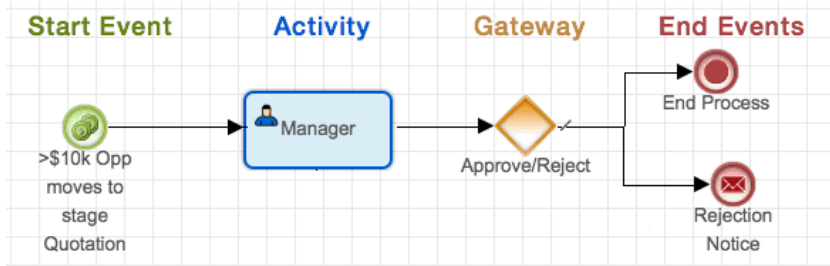 Start Event
Activity
Gateway
End Events
End Process
Manager
>$10k Opp
moves to
stage
Quotation
Approve/Reject
Rejection
Notice